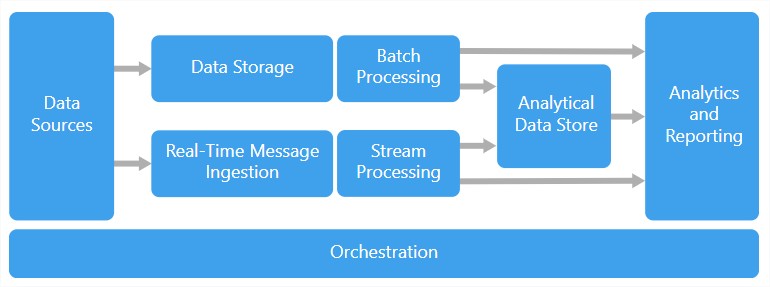 Data
Sources
Data Storage
Batch
Processing
Real-Time Message
Ingestion
Stream
Processing
Analytical
Data Store
Analytics
and
Reporting
Orchestration